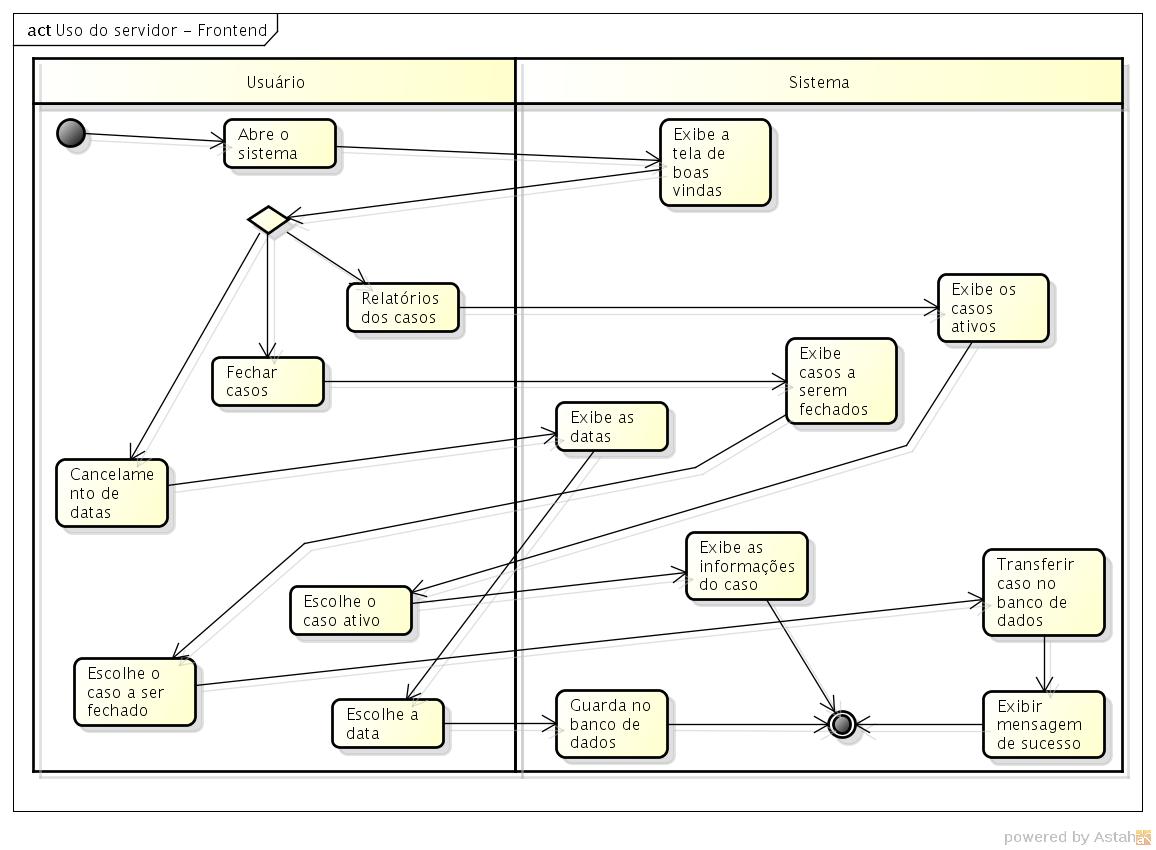 act Uso do servidor – Frontend
Usuário
Sistema
Abre o
sistema
Exibe a
tela de
boas
vindas
Relatórios
dos casos
Exibe os
casos
ativos
Fechar
casos
Exibe
casos a
serem
fechados
Exibe as
datas
Cancelame
nto de
datas
Exibe as
informações
do caso
Transferir
caso no
banco de
dados
Escolhe o
caso ativo
Escolhe o
caso a ser
fechado
Escolhe a
data
Guarda no
banco de
dados
Exibir
mensagem
de sucesso
powered by Astah